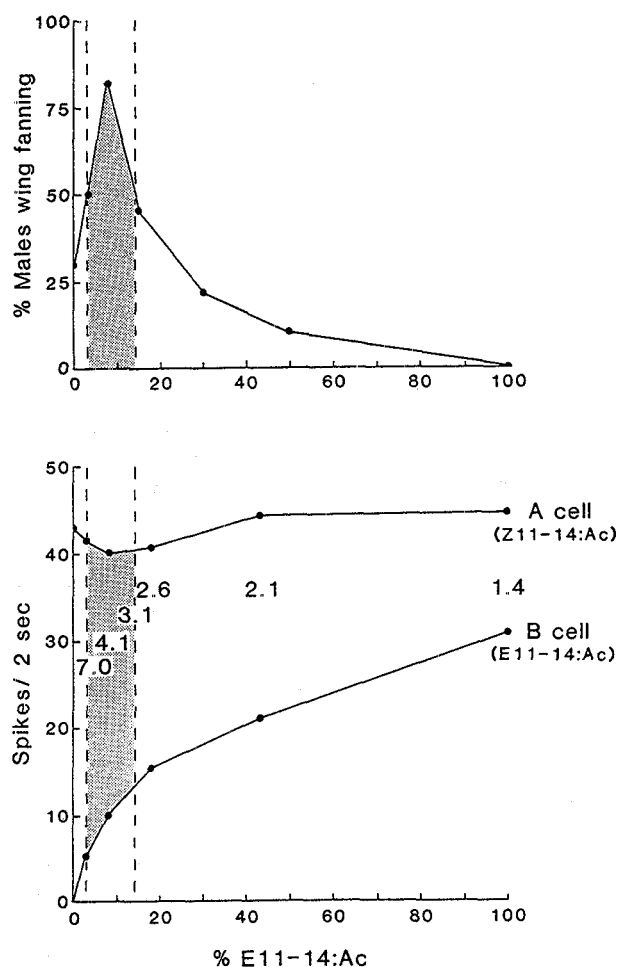 100
75
50
25
0
% Males wing fanning
0 20 40 60 80 100
50
40
30
20
10
0
Spikes/ 2 sec
A cell
(Z11-14:Ac)
2.6 2.1 1.4
3.1
4.1
7.0
B cell
(E11-14:Ac)
0 20 40 60 80 100
% E11-14:Ac